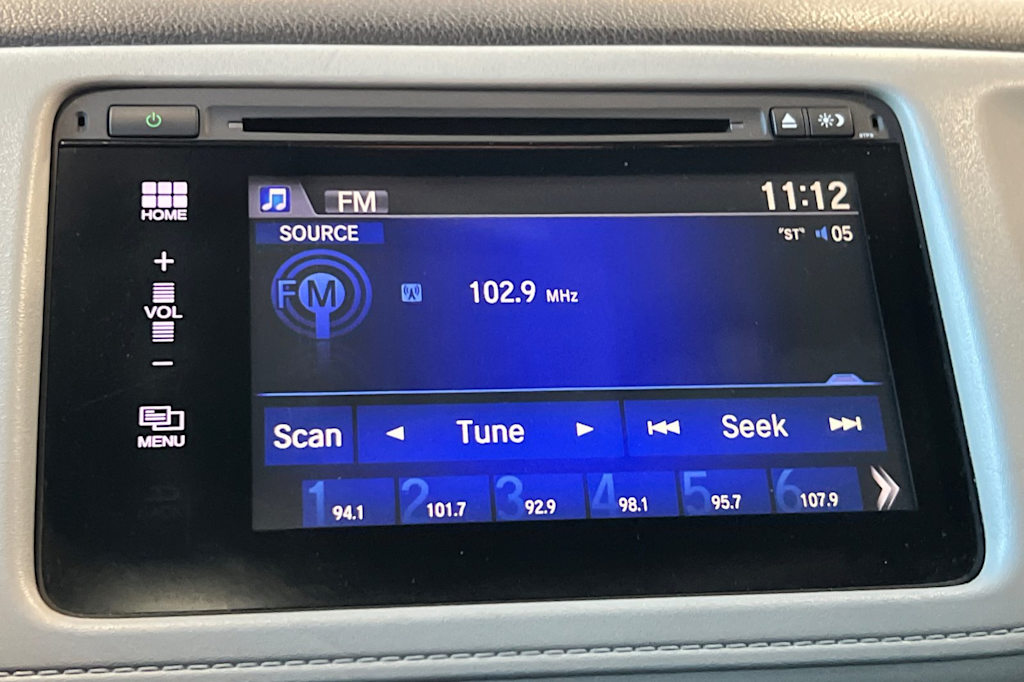 HOME
+
VOL
−
MENU
FM
11:12
SOURCE
"ST" 05
FM
102.9 MHz
Scan
Tune
Seek
1 94.1
2 101.7
3 92.9
4 98.1
5 95.7
6 107.9